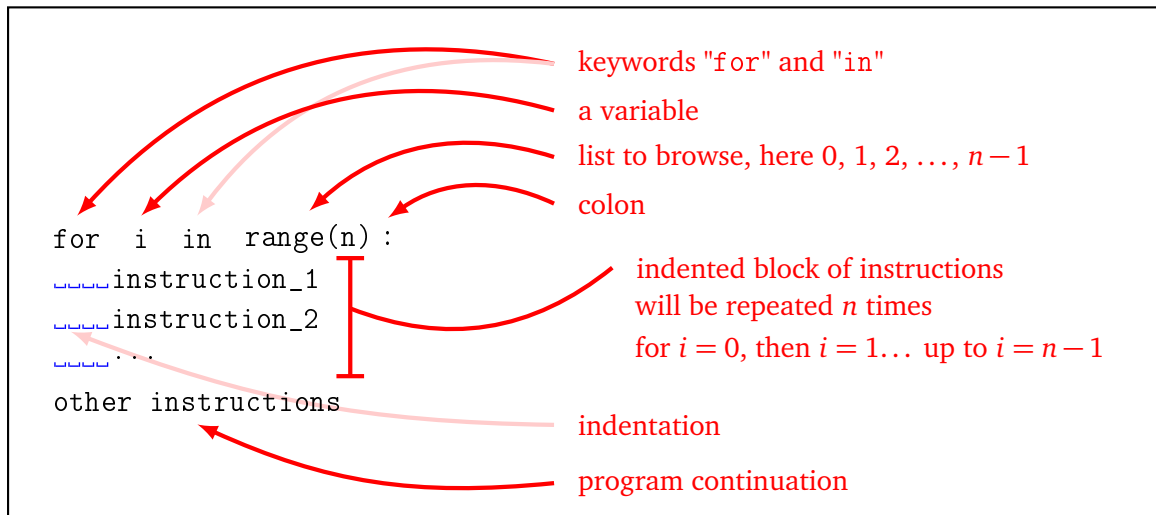 keywords "for" and "in"
a variable
list to browse, here 0, 1, 2, ..., n − 1
colon
for i in range(n) :
␣␣␣␣instruction_1
␣␣␣␣instruction_2
␣␣␣␣...
other instructions
indented block of instructions
will be repeated n times
for i = 0, then i = 1... up to i = n − 1
indentation
program continuation